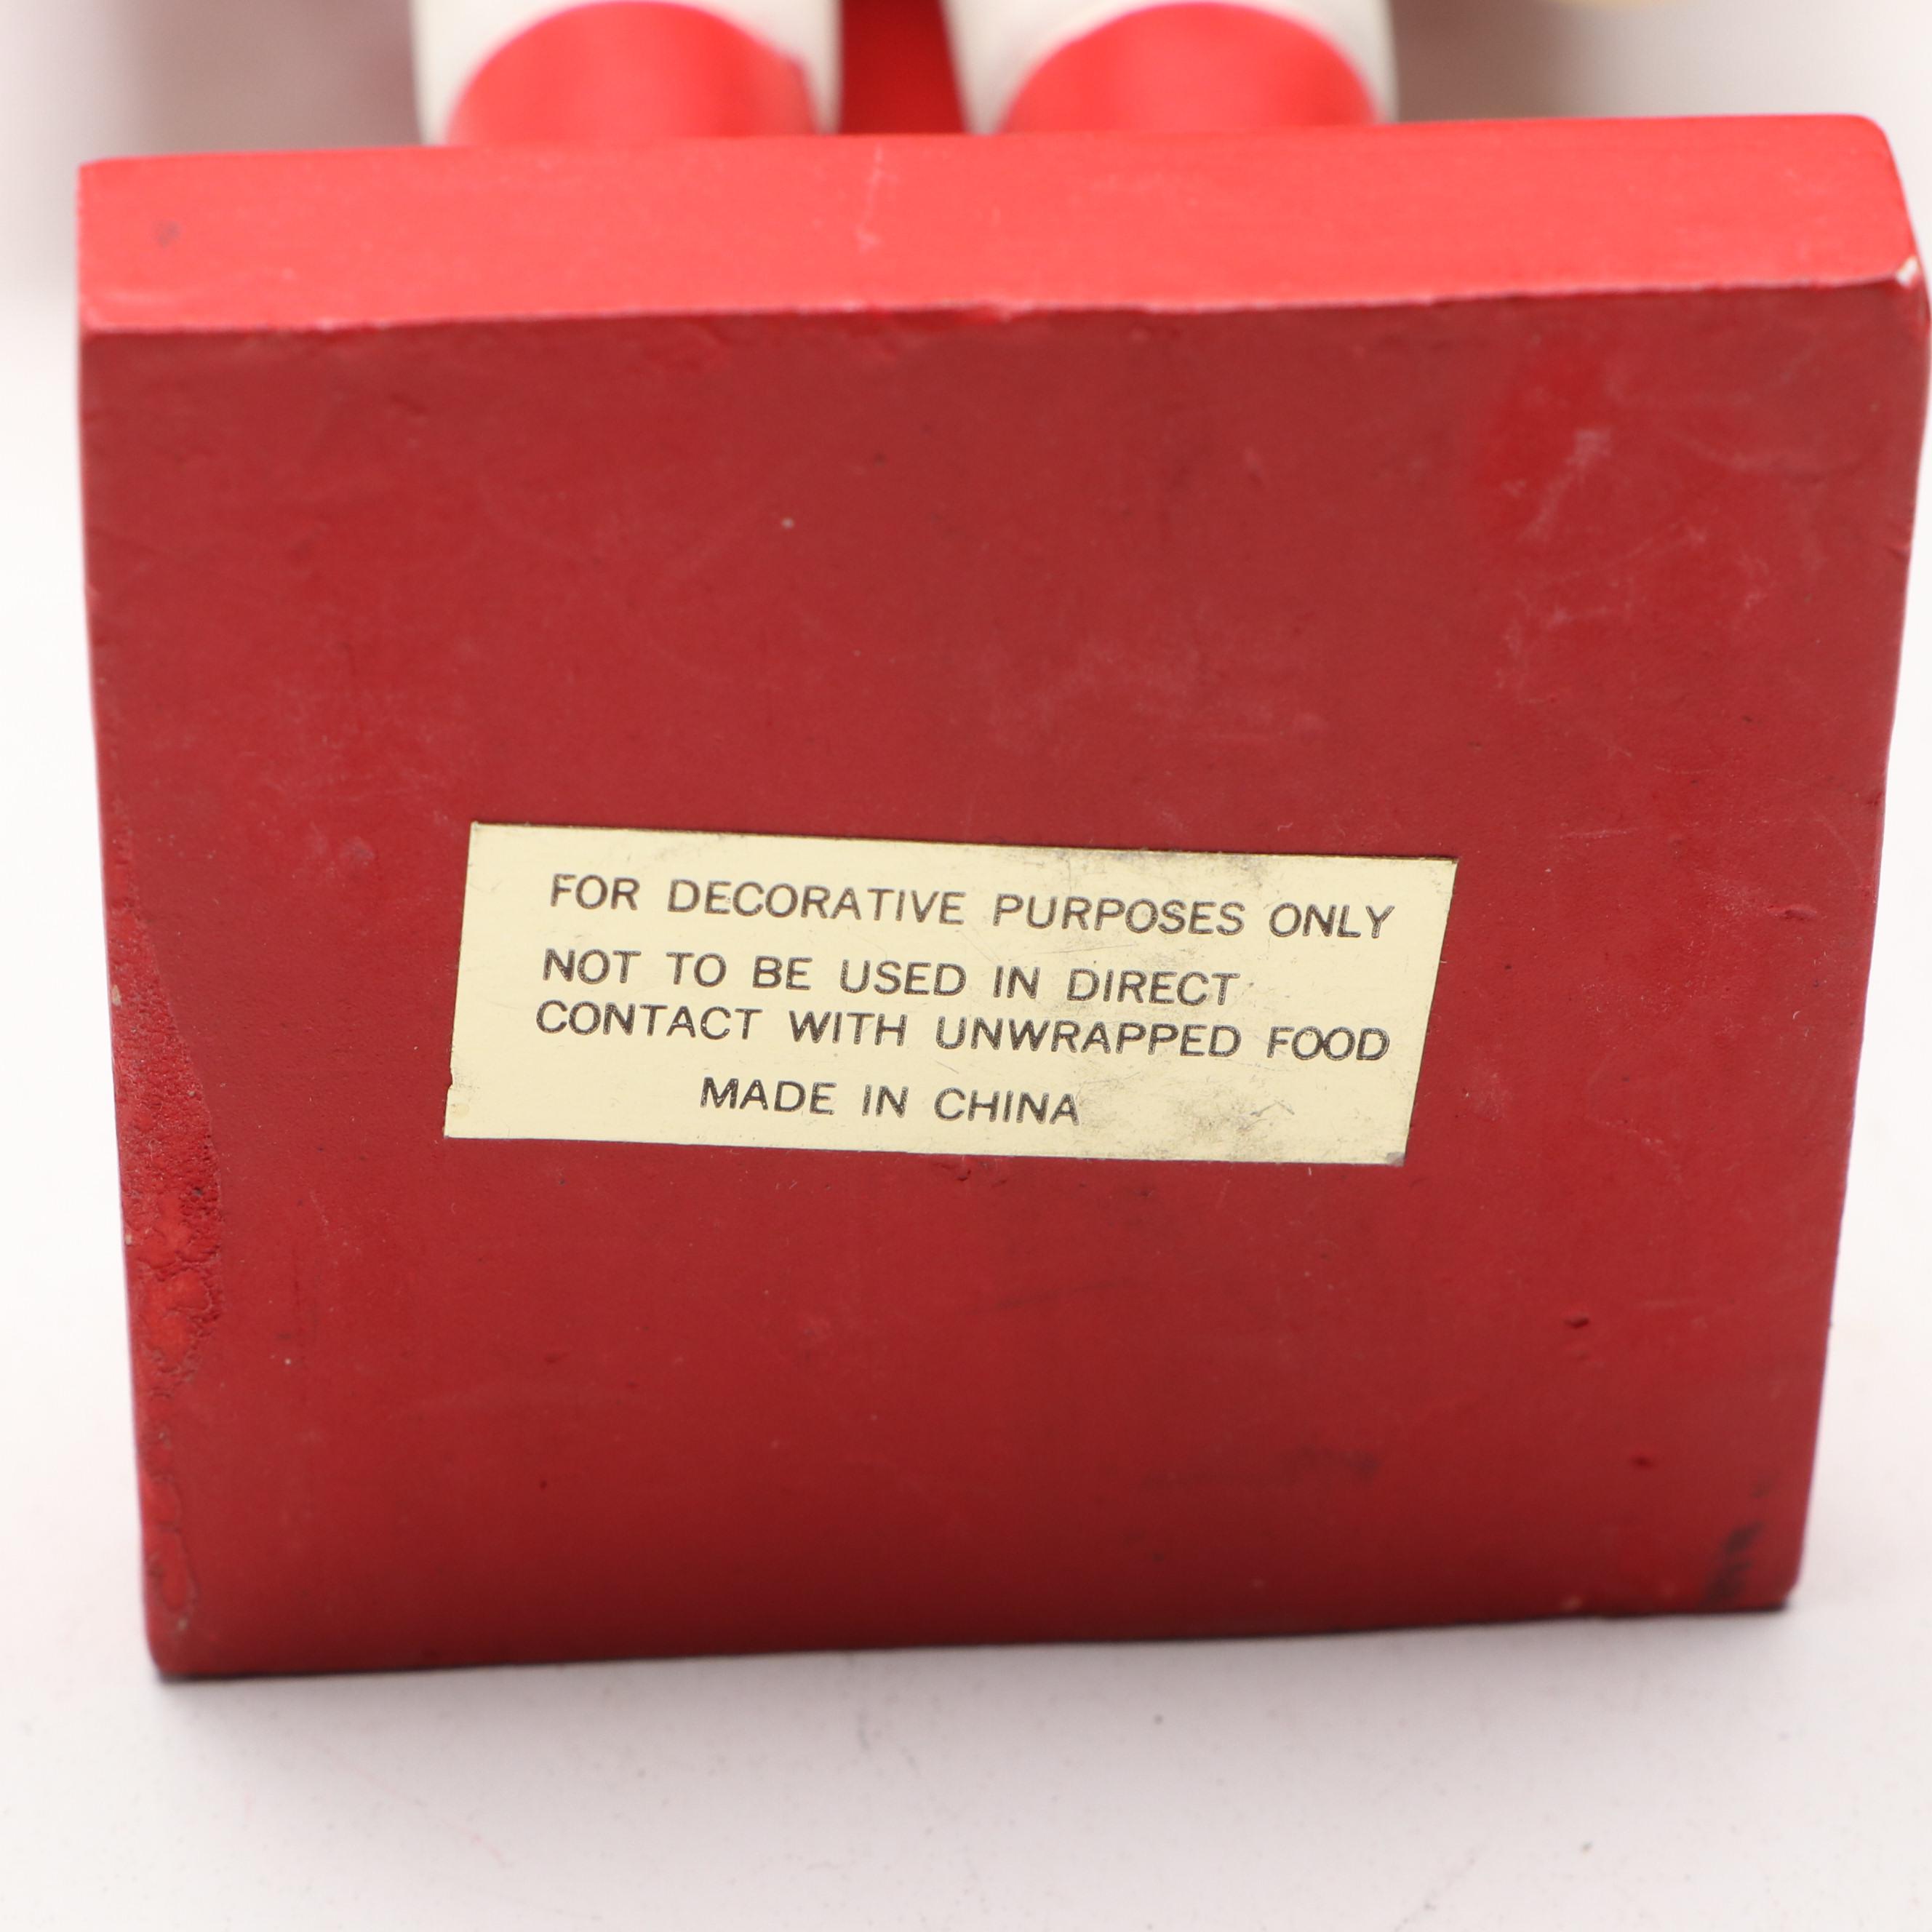 FOR DECORATIVE PURPOSES ONLY
NOT TO BE USED IN DIRECT
CONTACT WITH UNWRAPPED FOOD
MADE IN CHINA